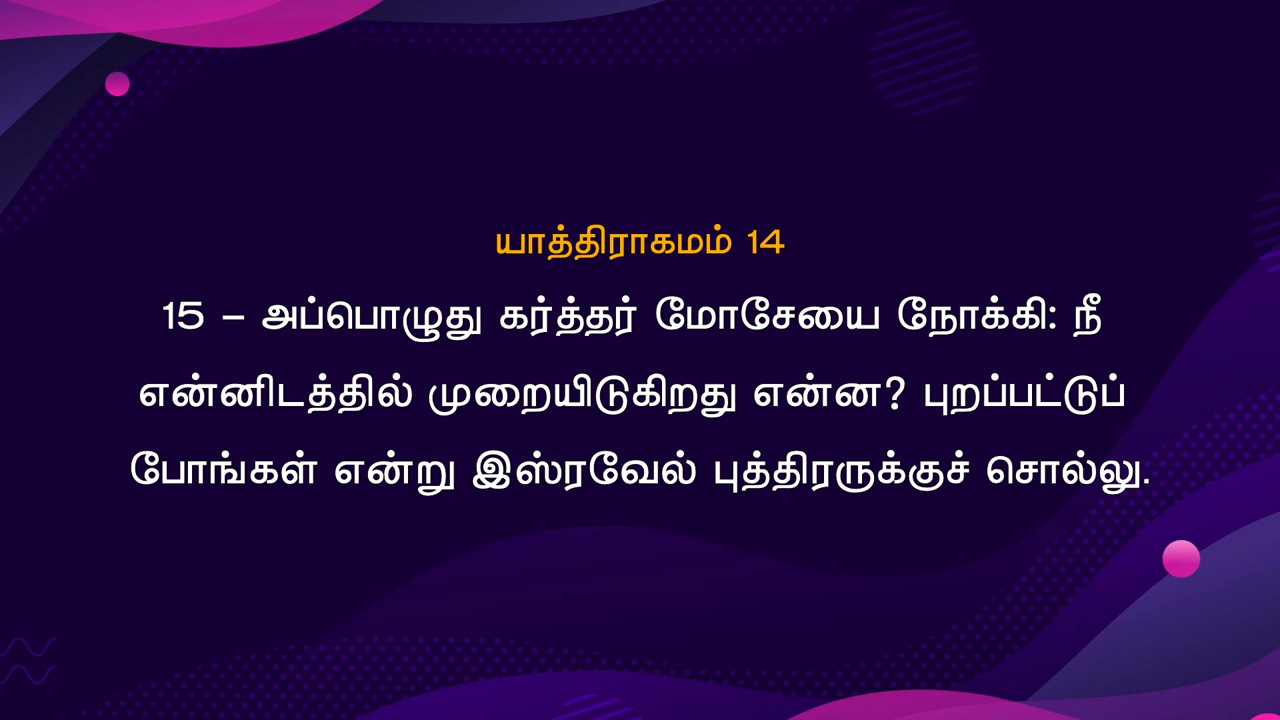 யாத்திராகமம் 14
15 – அப்பொழுது கர்த்தர் மோசேயை நோக்கி: நீ
என்னிடத்தில் முறையிடுகிறது என்ன? புறப்பட்டுப்
போங்கள் என்று இஸ்ரவேல் புத்திரருக்குச் சொல்லு.